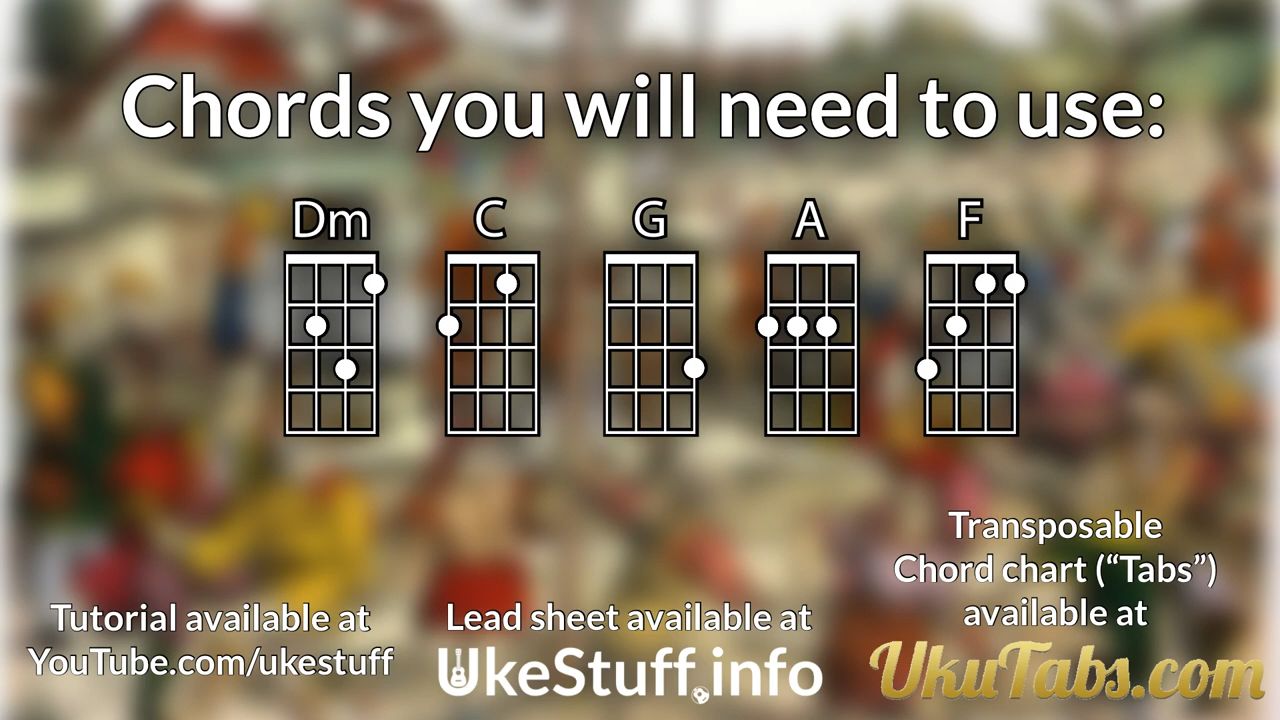 Chords you will need to use:
Dm C G A F
Transposable
Chord chart (“Tabs”)
available at
UkuTabs.com
Tutorial available at
YouTube.com/ukestuff
Lead sheet available at
UkeStuff.info